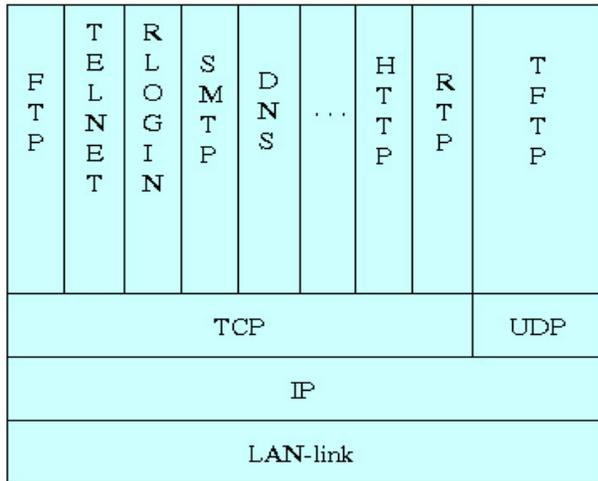 FTP
TELNET
RLOGIN
SMTP
DNS
...
HTTP
RTP
TFTP
TCP
UDP
IP
LAN-link